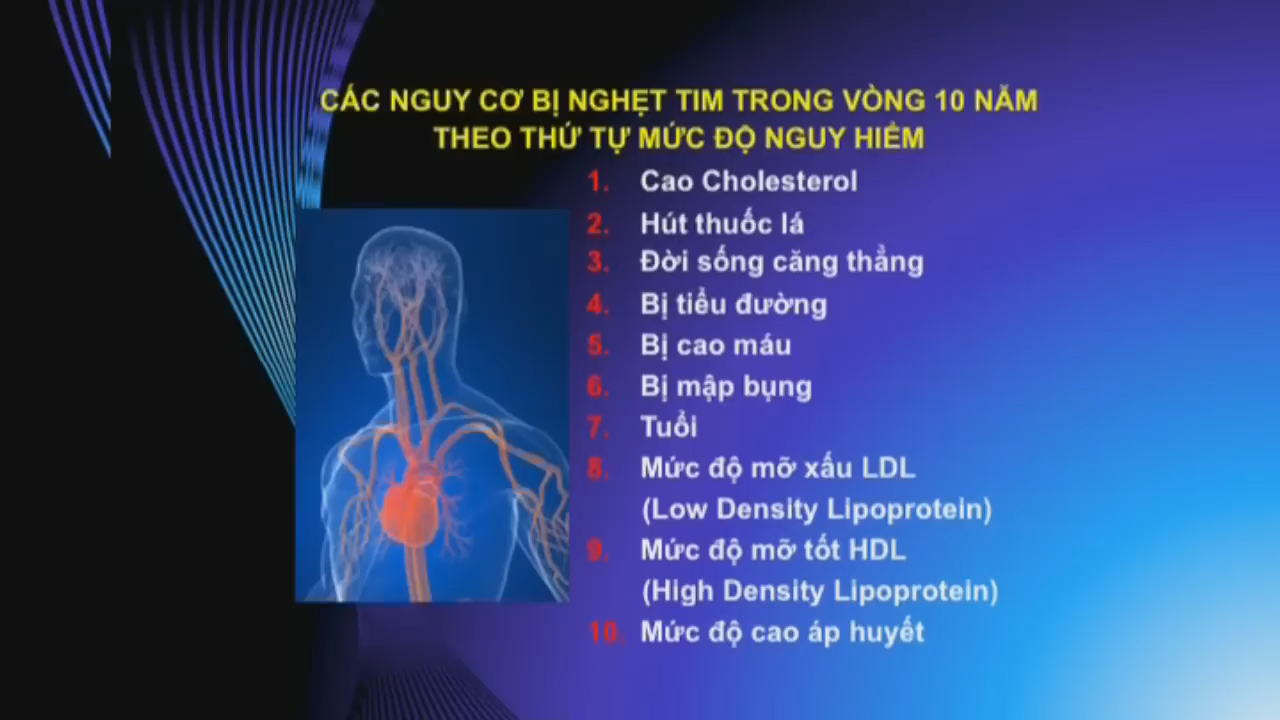 CÁC NGUY CƠ BỊ NGHẸT TIM TRONG VÒNG 10 NĂM
THEO THỨ TỰ MỨC ĐỘ NGUY HIỂM
1. Cao Cholesterol
2. Hút thuốc lá
3. Đời sống căng thẳng
4. Bị tiểu đường
5. Bị cao máu
6. Bị mập bụng
7. Tuổi
8. Mức độ mỡ xấu LDL
(Low Density Lipoprotein)
9. Mức độ mỡ tốt HDL
(High Density Lipoprotein)
10. Mức độ cao áp huyết